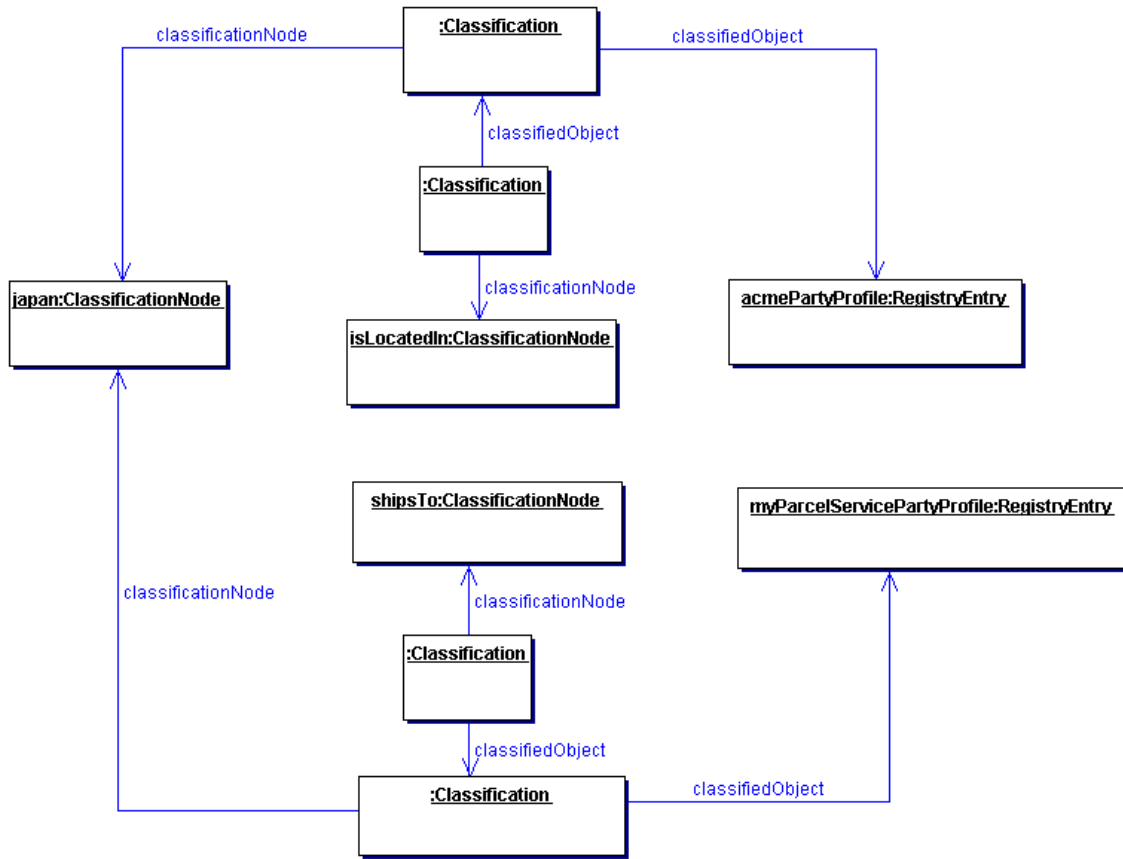 :Classification
classificationNode
classifiedObject
classifiedObject
:Classification
classificationNode
japan:ClassificationNode
acmePartyProfile:RegistryEntry
isLocatedIn:ClassificationNode
shipsTo:ClassificationNode
myParcelServicePartyProfile:RegistryEntry
classificationNode
classificationNode
:Classification
classifiedObject
:Classification
classifiedObject